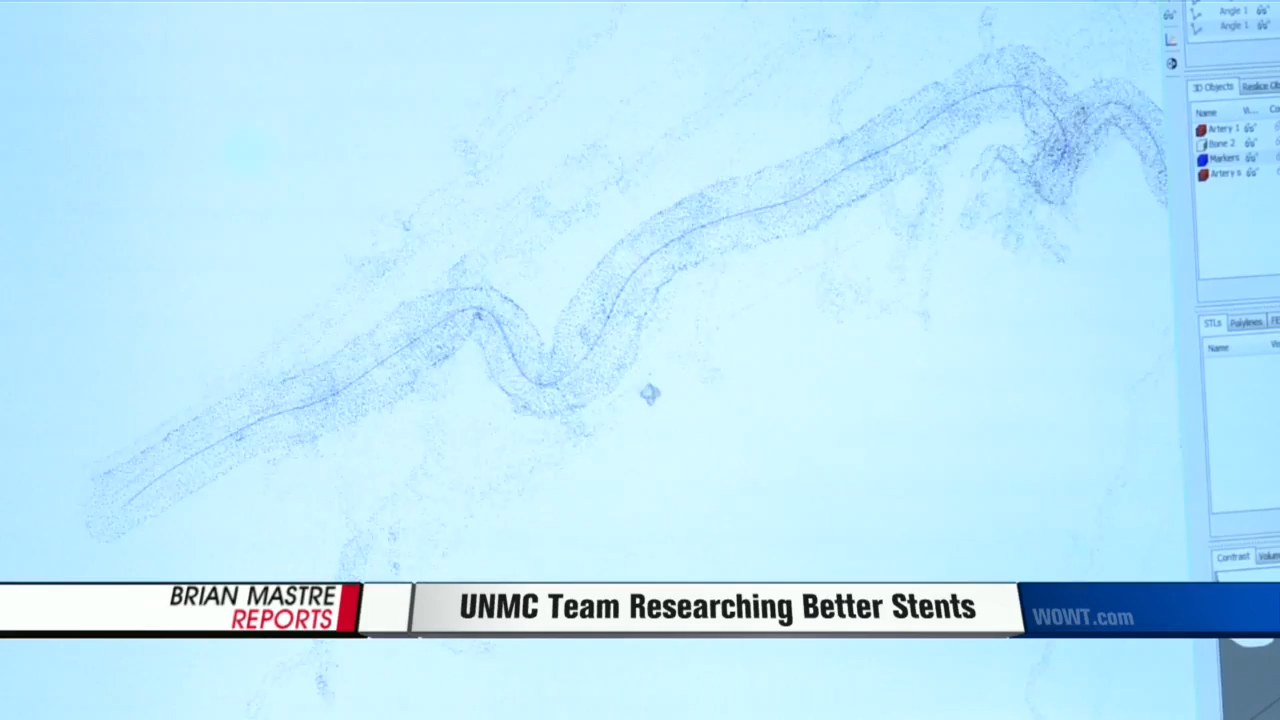 Angle 1
Angle 1
3D Objects
Name
Artery 1
Bone 2
Markers
Artery s
STLs Polylines
Name
Contrast
BRIAN MASTRE
REPORTS
UNMC Team Researching Better Stents
WOWT.com